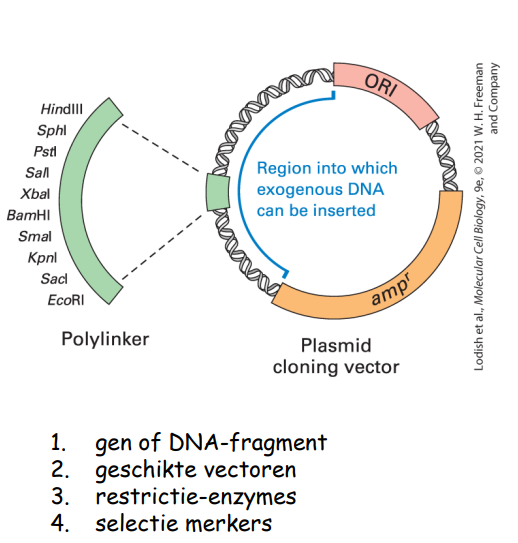 HindIII
SphI
PstI
SalI
XbaI
BamHI
SmaI
KpnI
SacI
EcoRI
Polylinker
ORI
Region into which
exogenous DNA
can be inserted
ampr
Plasmid
cloning vector
Lodish et al., Molecular Cell Biology, 9e, © 2021 W. H. Freeman
and Company
1. gen of DNA-fragment
2. geschikte vectoren
3. restrictie-enzymes
4. selectie merkers